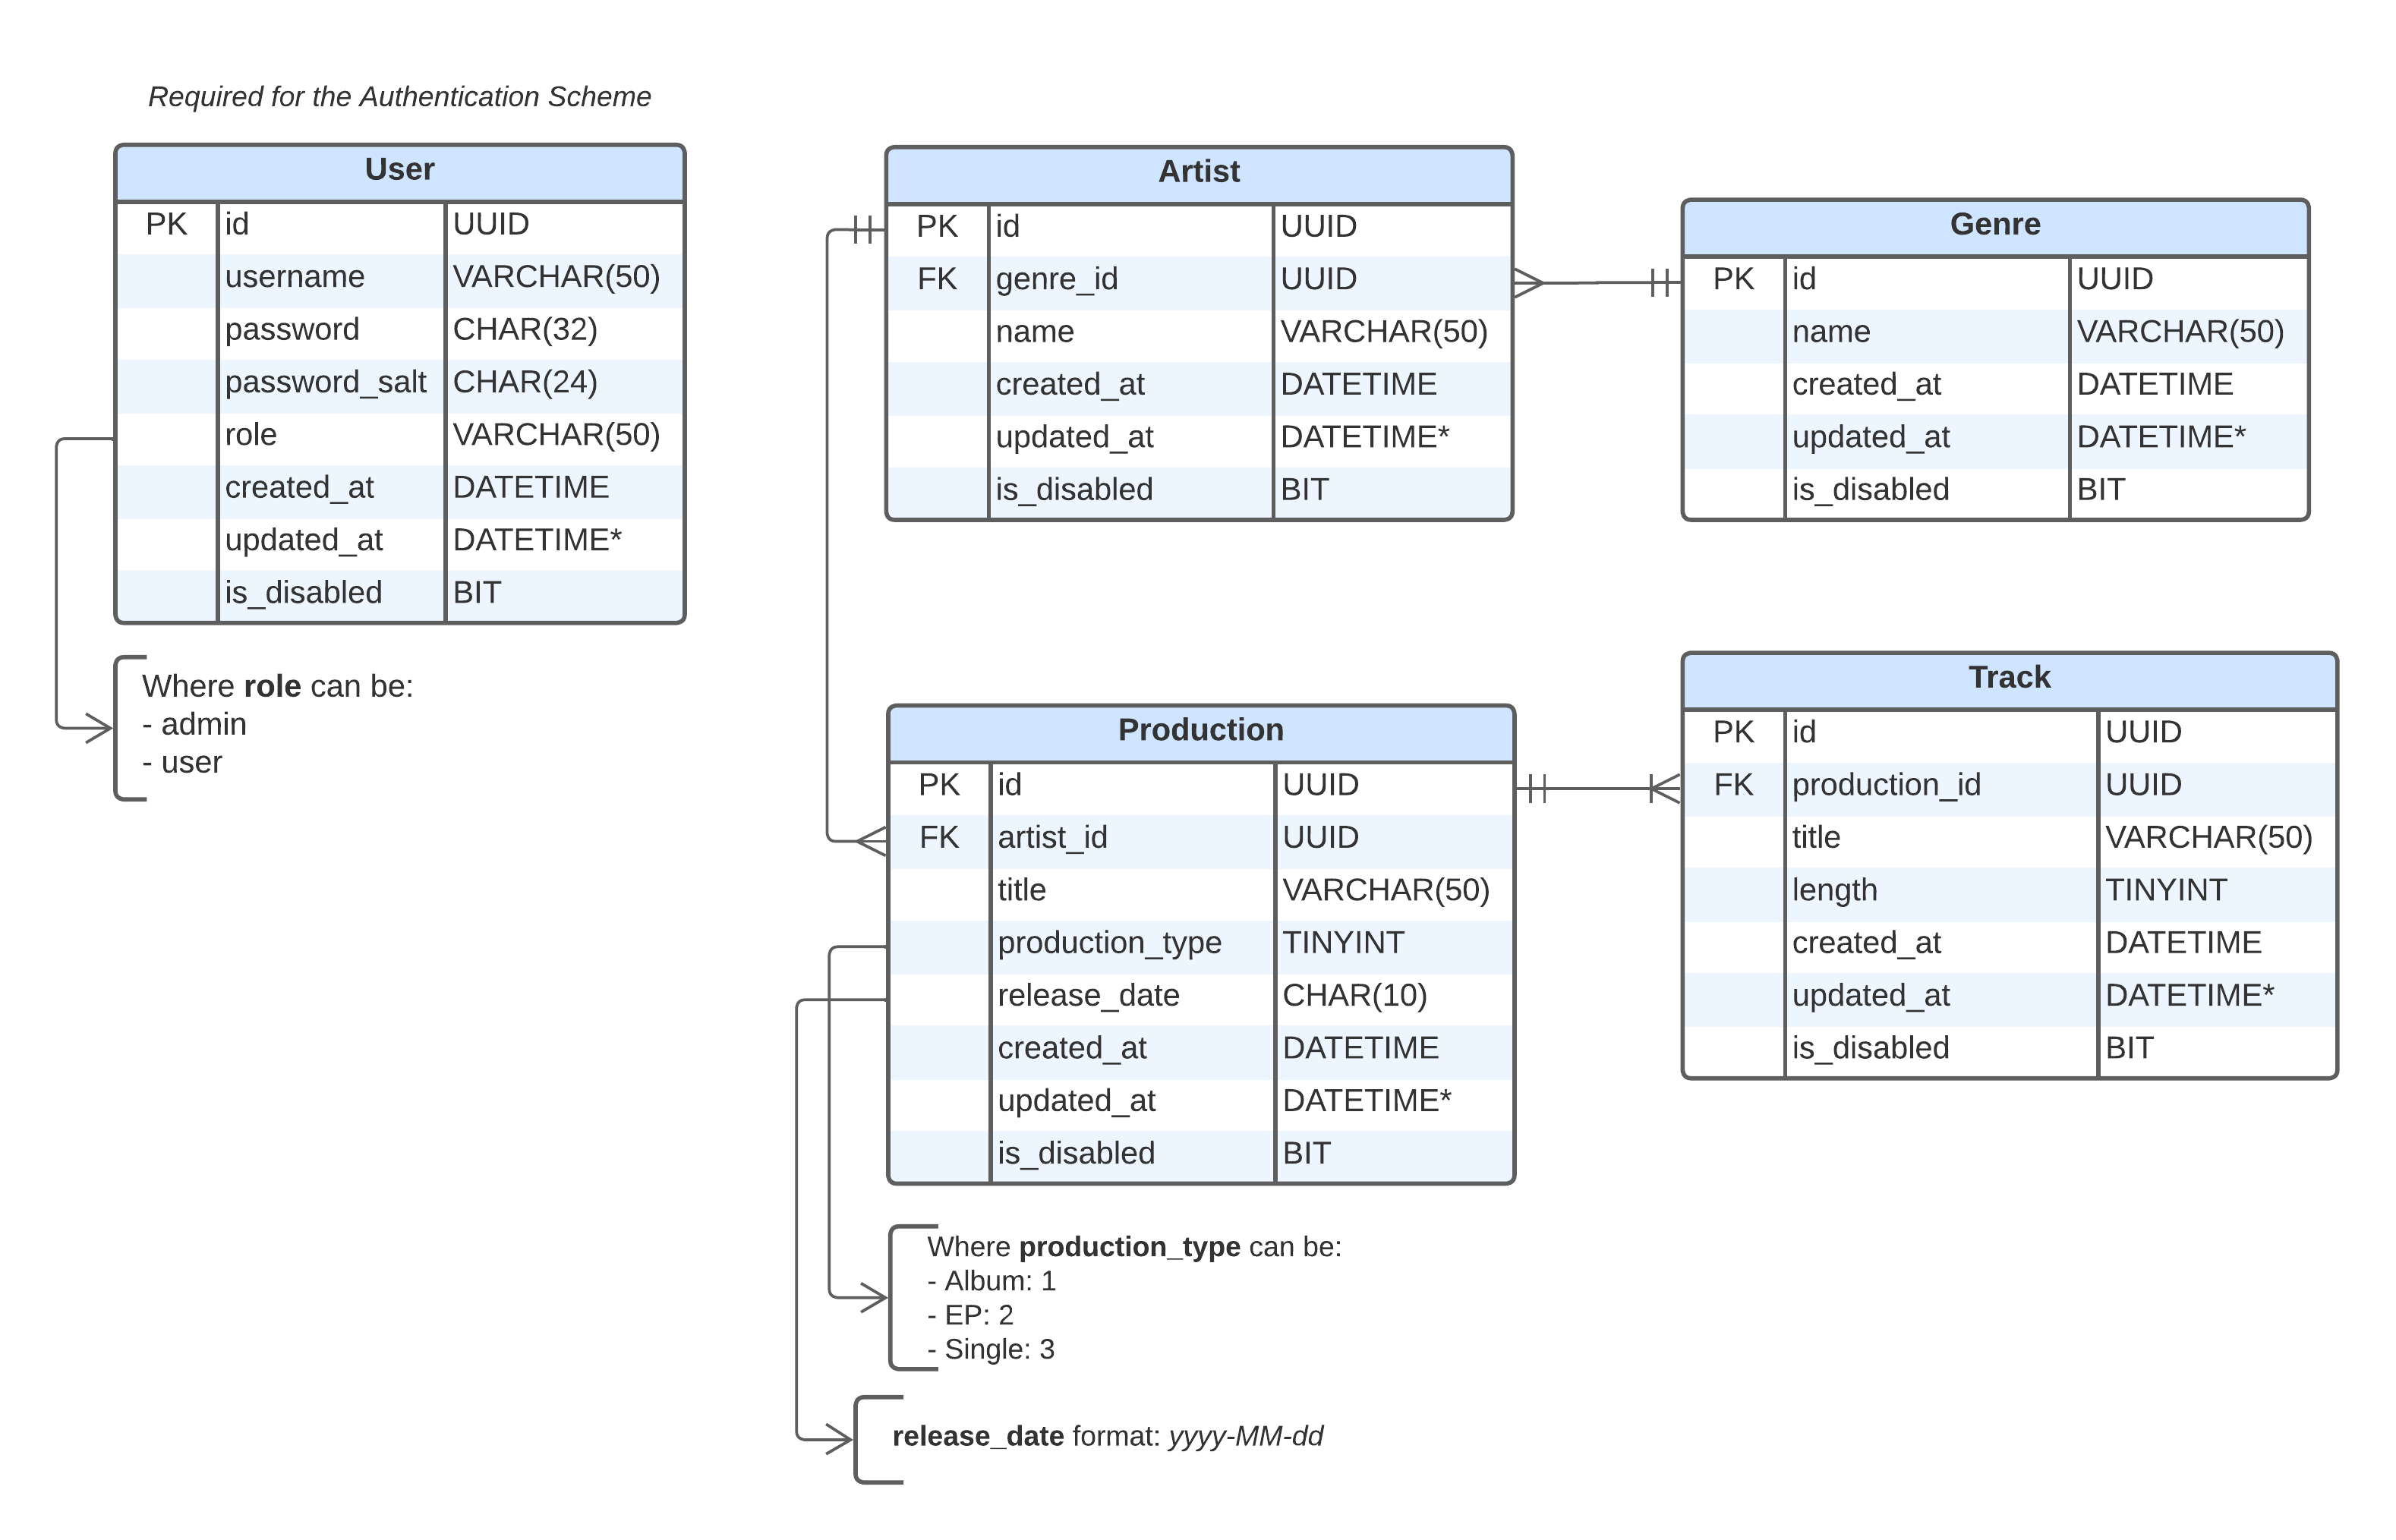 Required for the Authentication Scheme
User
PK id UUID
username VARCHAR(50)
password CHAR(32)
password_salt CHAR(24)
role VARCHAR(50)
created_at DATETIME
updated_at DATETIME*
is_disabled BIT
Where role can be:
- admin
- user
Artist
PK id UUID
FK genre_id UUID
name VARCHAR(50)
created_at DATETIME
updated_at DATETIME*
is_disabled BIT
Genre
PK id UUID
name VARCHAR(50)
created_at DATETIME
updated_at DATETIME*
is_disabled BIT
Production
PK id UUID
FK artist_id UUID
title VARCHAR(50)
production_type TINYINT
release_date CHAR(10)
created_at DATETIME
updated_at DATETIME*
is_disabled BIT
Where production_type can be:
- Album: 1
- EP: 2
- Single: 3
release_date format: yyyy-MM-dd
Track
PK id UUID
FK production_id UUID
title VARCHAR(50)
length TINYINT
created_at DATETIME
updated_at DATETIME*
is_disabled BIT